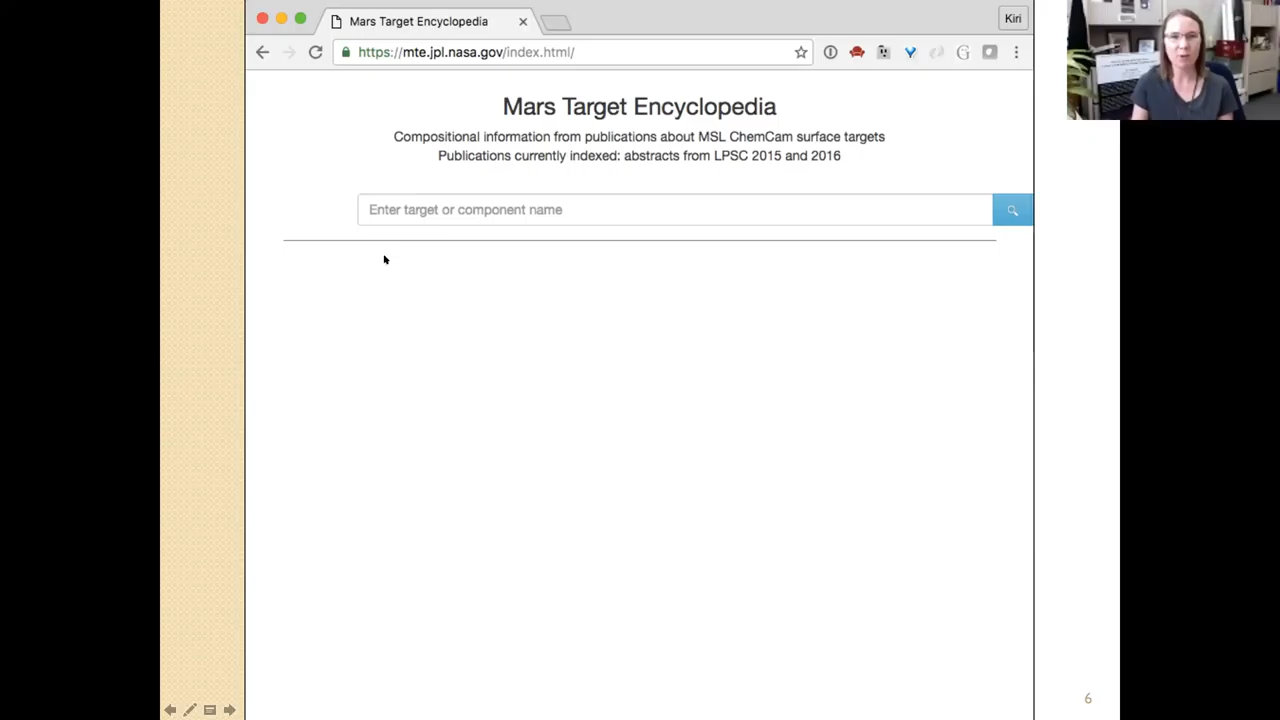 Mars Target Encyclopedia
Kiri
https://mte.jpl.nasa.gov/index.html/
Mars Target Encyclopedia
Compositional information from publications about MSL ChemCam surface targets
Publications currently indexed: abstracts from LPSC 2015 and 2016
Enter target or component name
6